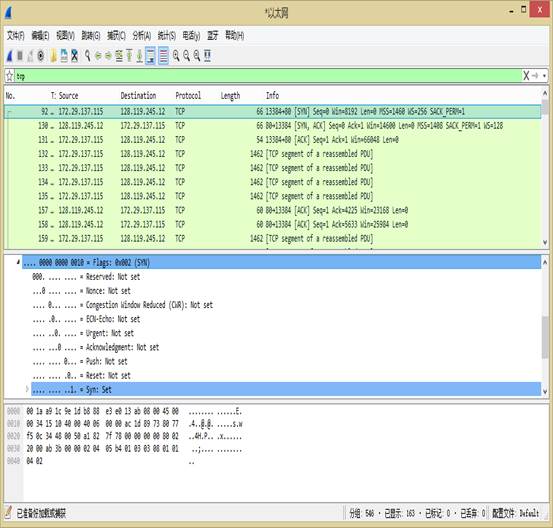 *以太网
文件(F) 编辑(E) 视图(V) 跳转(G) 捕获(C) 分析(A) 统计(S) 电话(y) 蓝牙 帮助(H)
tcp
No. T: Source Destination Protocol Length Info
92 … 172.29.137.115 128.119.245.12 TCP 66 13384→80 [SYN] Seq=0 Win=8192 Len=0 MSS=1460 WS=256 SACK_PERM=1
130 … 128.119.245.12 172.29.137.115 TCP 66 80→13384 [SYN, ACK] Seq=0 Ack=1 Win=14600 Len=0 MSS=1408 SACK_PERM=1 WS=128
131 … 172.29.137.115 128.119.245.12 TCP 54 13384→80 [ACK] Seq=1 Ack=1 Win=66048 Len=0
132 … 172.29.137.115 128.119.245.12 TCP 1462 [TCP segment of a reassembled PDU]
133 … 172.29.137.115 128.119.245.12 TCP 1462 [TCP segment of a reassembled PDU]
134 … 172.29.137.115 128.119.245.12 TCP 1462 [TCP segment of a reassembled PDU]
135 … 172.29.137.115 128.119.245.12 TCP 1462 [TCP segment of a reassembled PDU]
157 … 128.119.245.12 172.29.137.115 TCP 60 80→13384 [ACK] Seq=1 Ack=4225 Win=23168 Len=0
158 … 128.119.245.12 172.29.137.115 TCP 60 80→13384 [ACK] Seq=1 Ack=5633 Win=25984 Len=0
159 … 172.29.137.115 128.119.245.12 TCP 1462 [TCP segment of a reassembled PDU]
.... 0000 0000 0010 = Flags: 0x002 (SYN)
000. .... .... = Reserved: Not set
...0 .... .... = Nonce: Not set
.... 0... .... = Congestion Window Reduced (CWR): Not set
.... .0.. .... = ECN-Echo: Not set
.... ..0. .... = Urgent: Not set
.... ...0 .... = Acknowledgment: Not set
.... .... 0... = Push: Not set
.... .... .0.. = Reset: Not set
.... .... ..1. = Syn: Set
0000 00 1a a9 1c 9e 1d b8 88 e3 e0 13 ab 08 00 45 00 ........ ......E.
0010 00 34 15 10 40 00 40 06 00 00 ac 1d 89 73 80 77 .4..@.@. .....s.w
0020 f5 0c 34 48 00 50 a1 82 7f 78 00 00 00 00 80 02 ..4H.P.. .x......
0030 20 00 ab 3b 00 00 02 04 05 b4 01 03 03 08 01 01 ..;.... ........
0040 04 02 ..
已准备好加载或捕获 分组: 546 · 已显示: 163 · 已标记: 0 · 已丢弃: 0 配置文件: Default